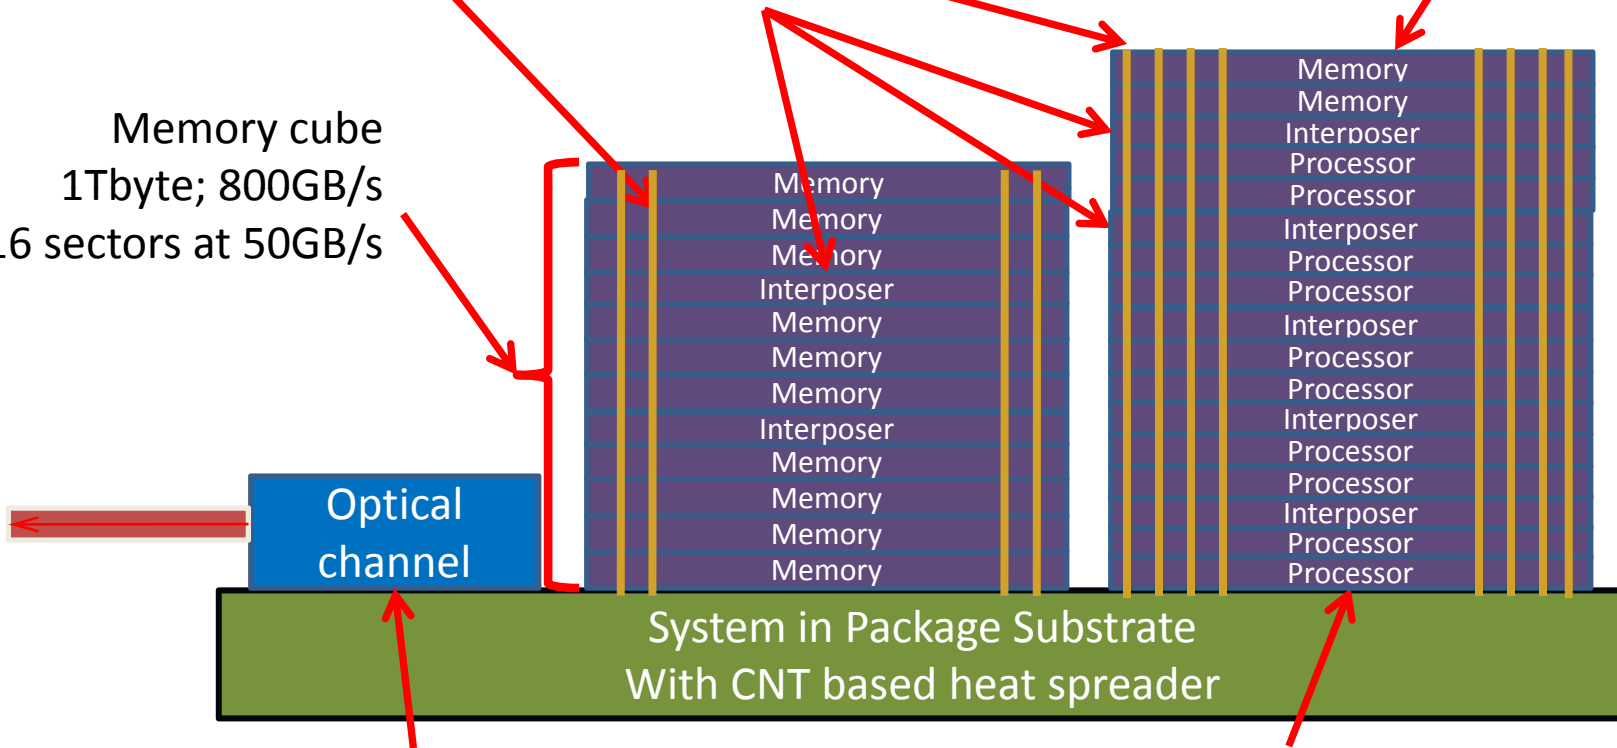 Memory cube
1Tbyte; 800GB/s
16 sectors at 50GB/s
Optical
channel
Memory
Memory
Memory
Interposer
Memory
Memory
Memory
Interposer
Memory
Memory
Memory
Memory
Memory
Memory
Interposer
Processor
Processor
Interposer
Processor
Processor
Interposer
Processor
Processor
Interposer
Processor
Processor
Interposer
Processor
Processor
System in Package Substrate
With CNT based heat spreader